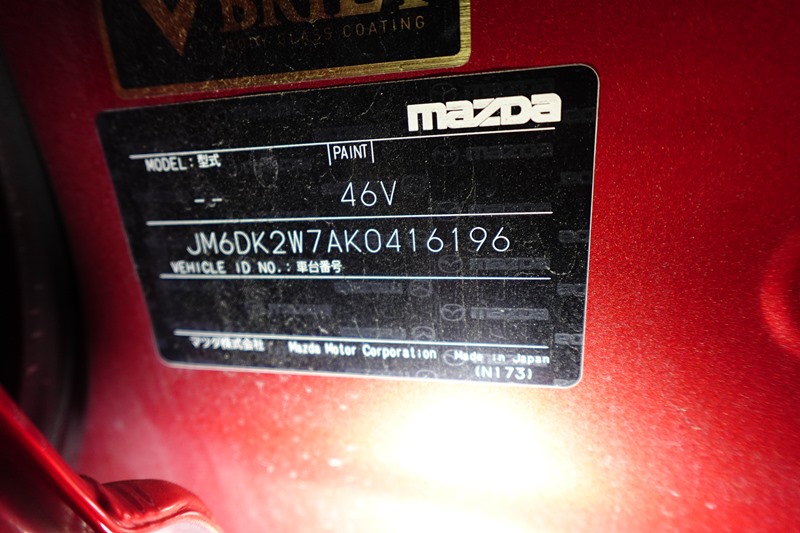 BODY GLASS COATING
mazda
MODEL:型式 PAINT
-- 46V
JM6DK2W7AK0416196
VEHICLE ID NO.:車台番号
マツダ株式会社 Mazda Motor Corporation Made in Japan
(N173)